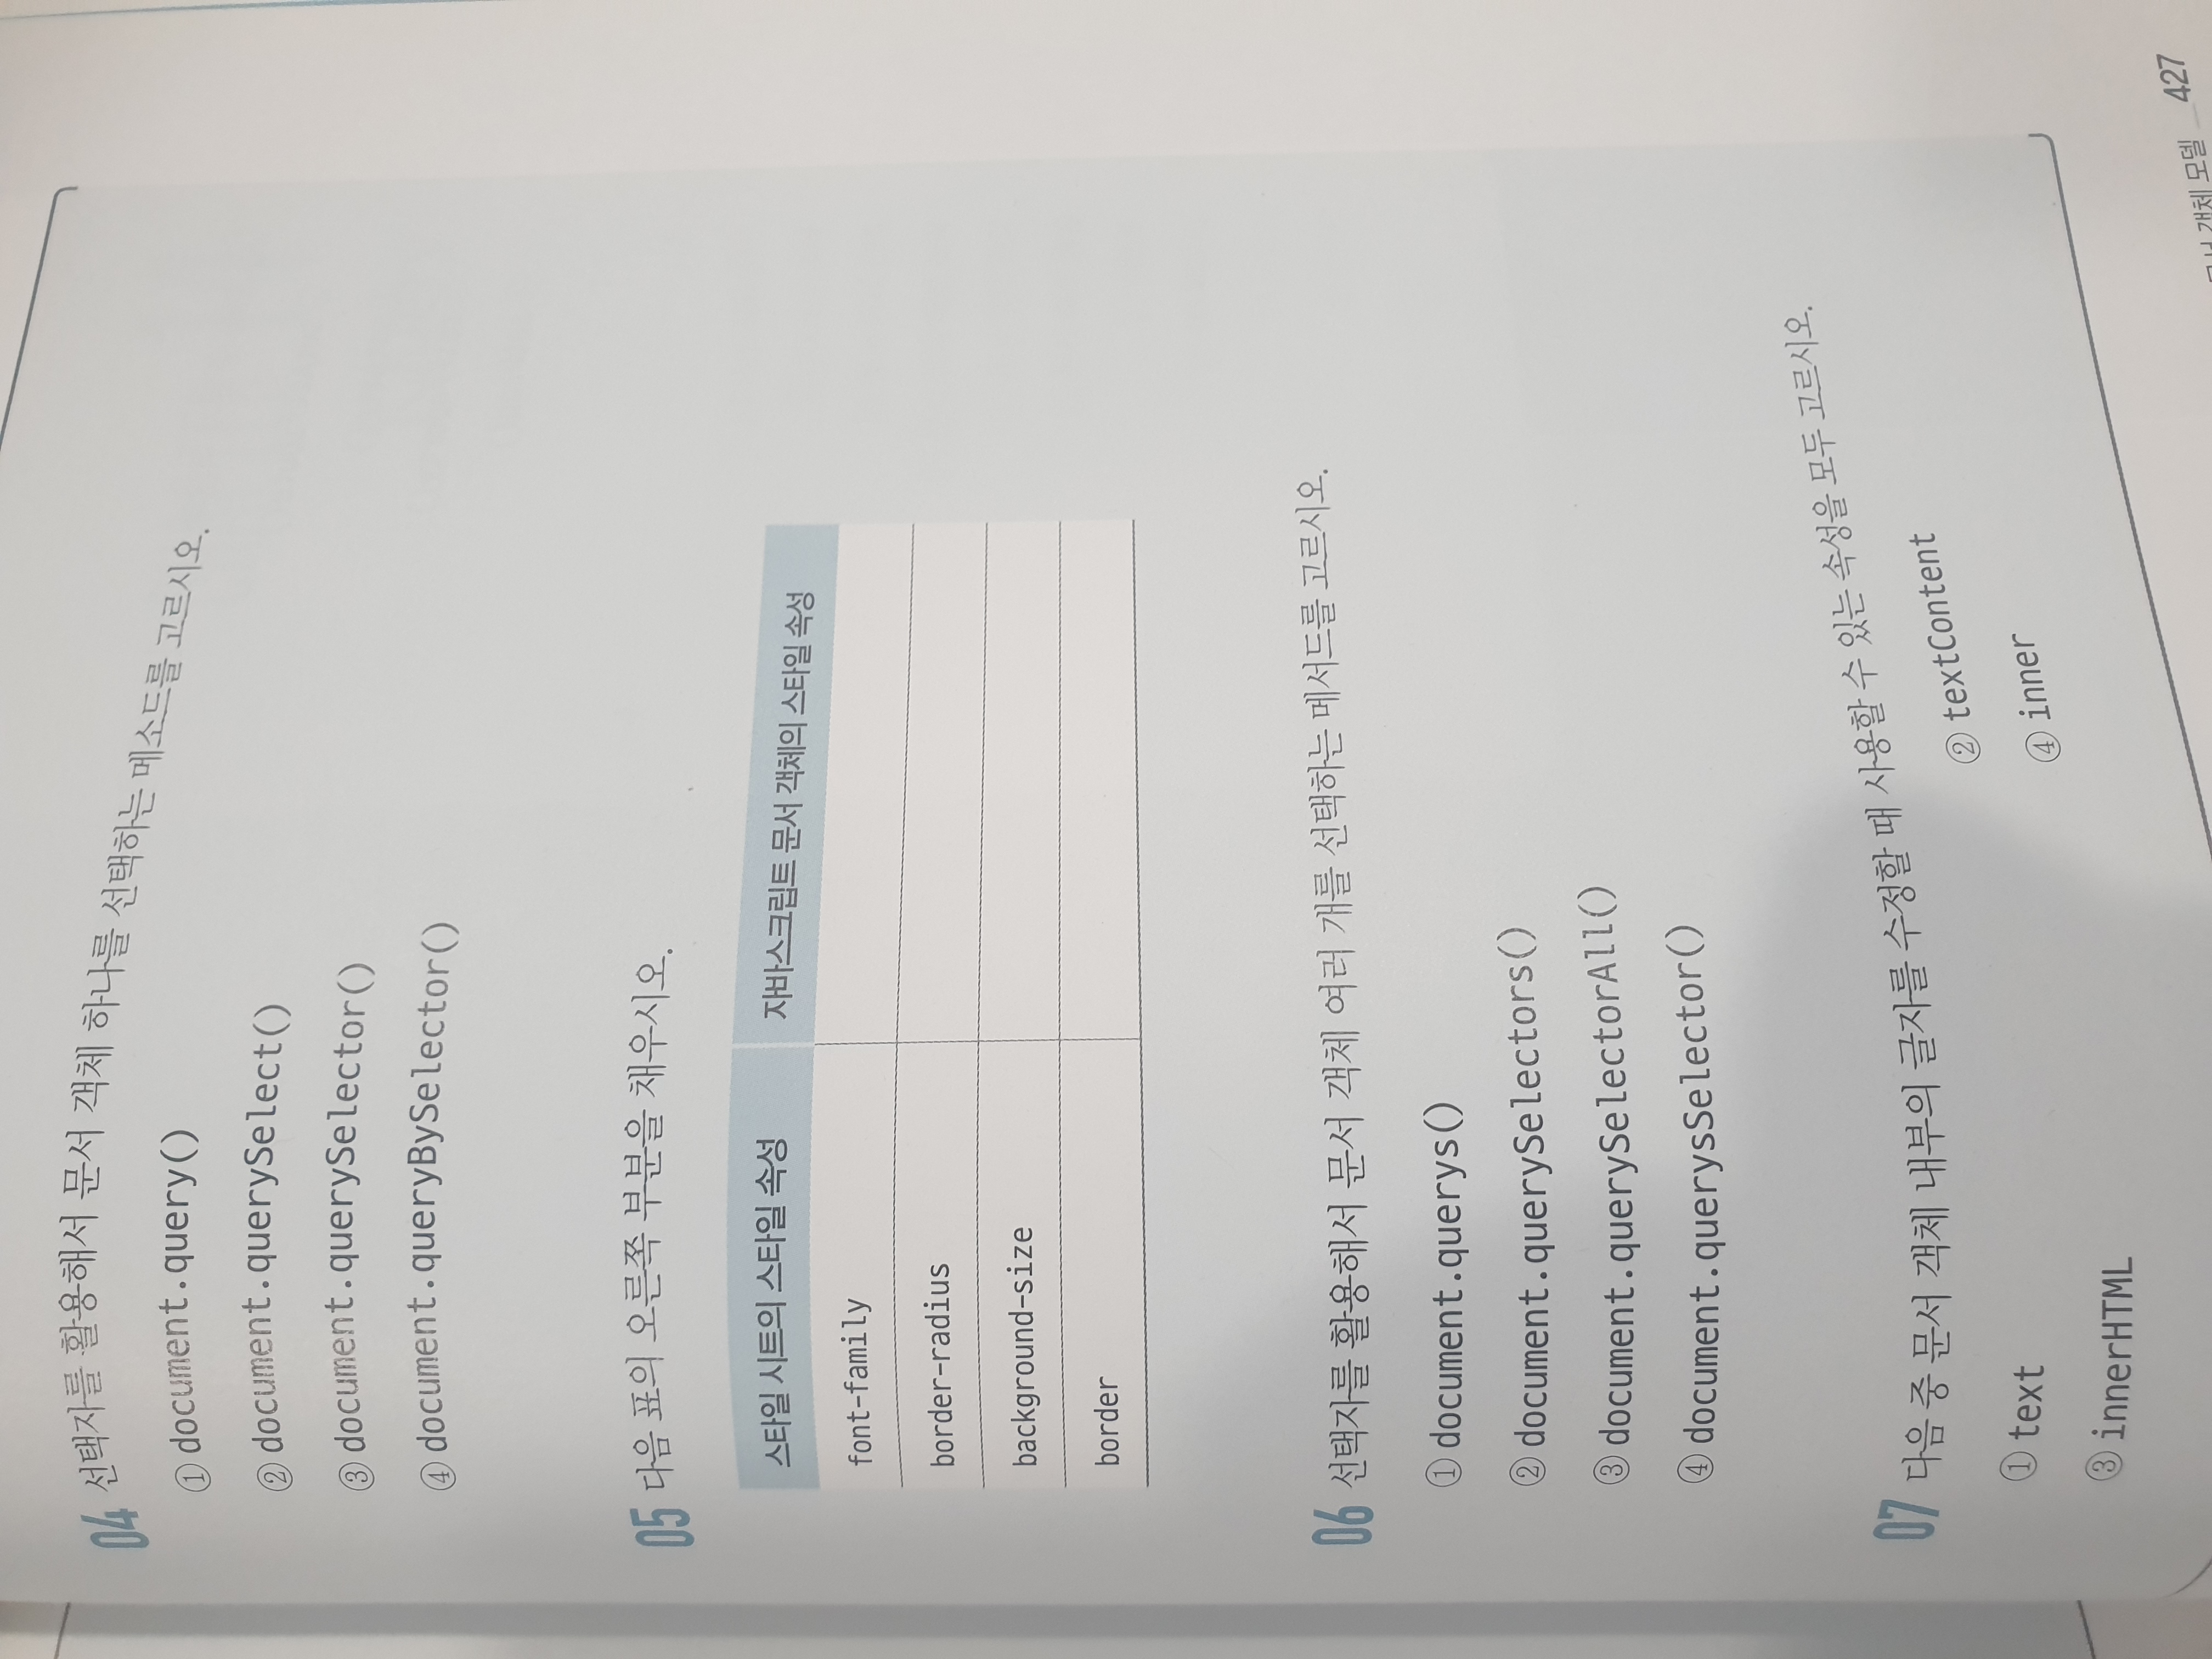 04 선택자를 활용해서 문서 객체 하나를 선택하는 메소드를 고르시오.
① document.query()
② document.querySelect()
③ document.querySelector()
④ document.queryBySelector()
05 다음 표의 오른쪽 부분을 채우시오.
스타일 시트의 스타일 속성 자바스크립트 문서 객체의 스타일 속성
font-family
border-radius
background-size
border
06 선택자를 활용해서 문서 객체 여러 개를 선택하는 메서드를 고르시오.
① document.querys()
② document.querySelectors()
③ document.querySelectorAll()
④ document.querysSelector()
07 다음 중 문서 객체 내부의 글자를 수정할 때 사용할 수 있는 속성을 모두 고르시오.
① text ② textContent
③ innerHTML ④ inner
객체 모델 427